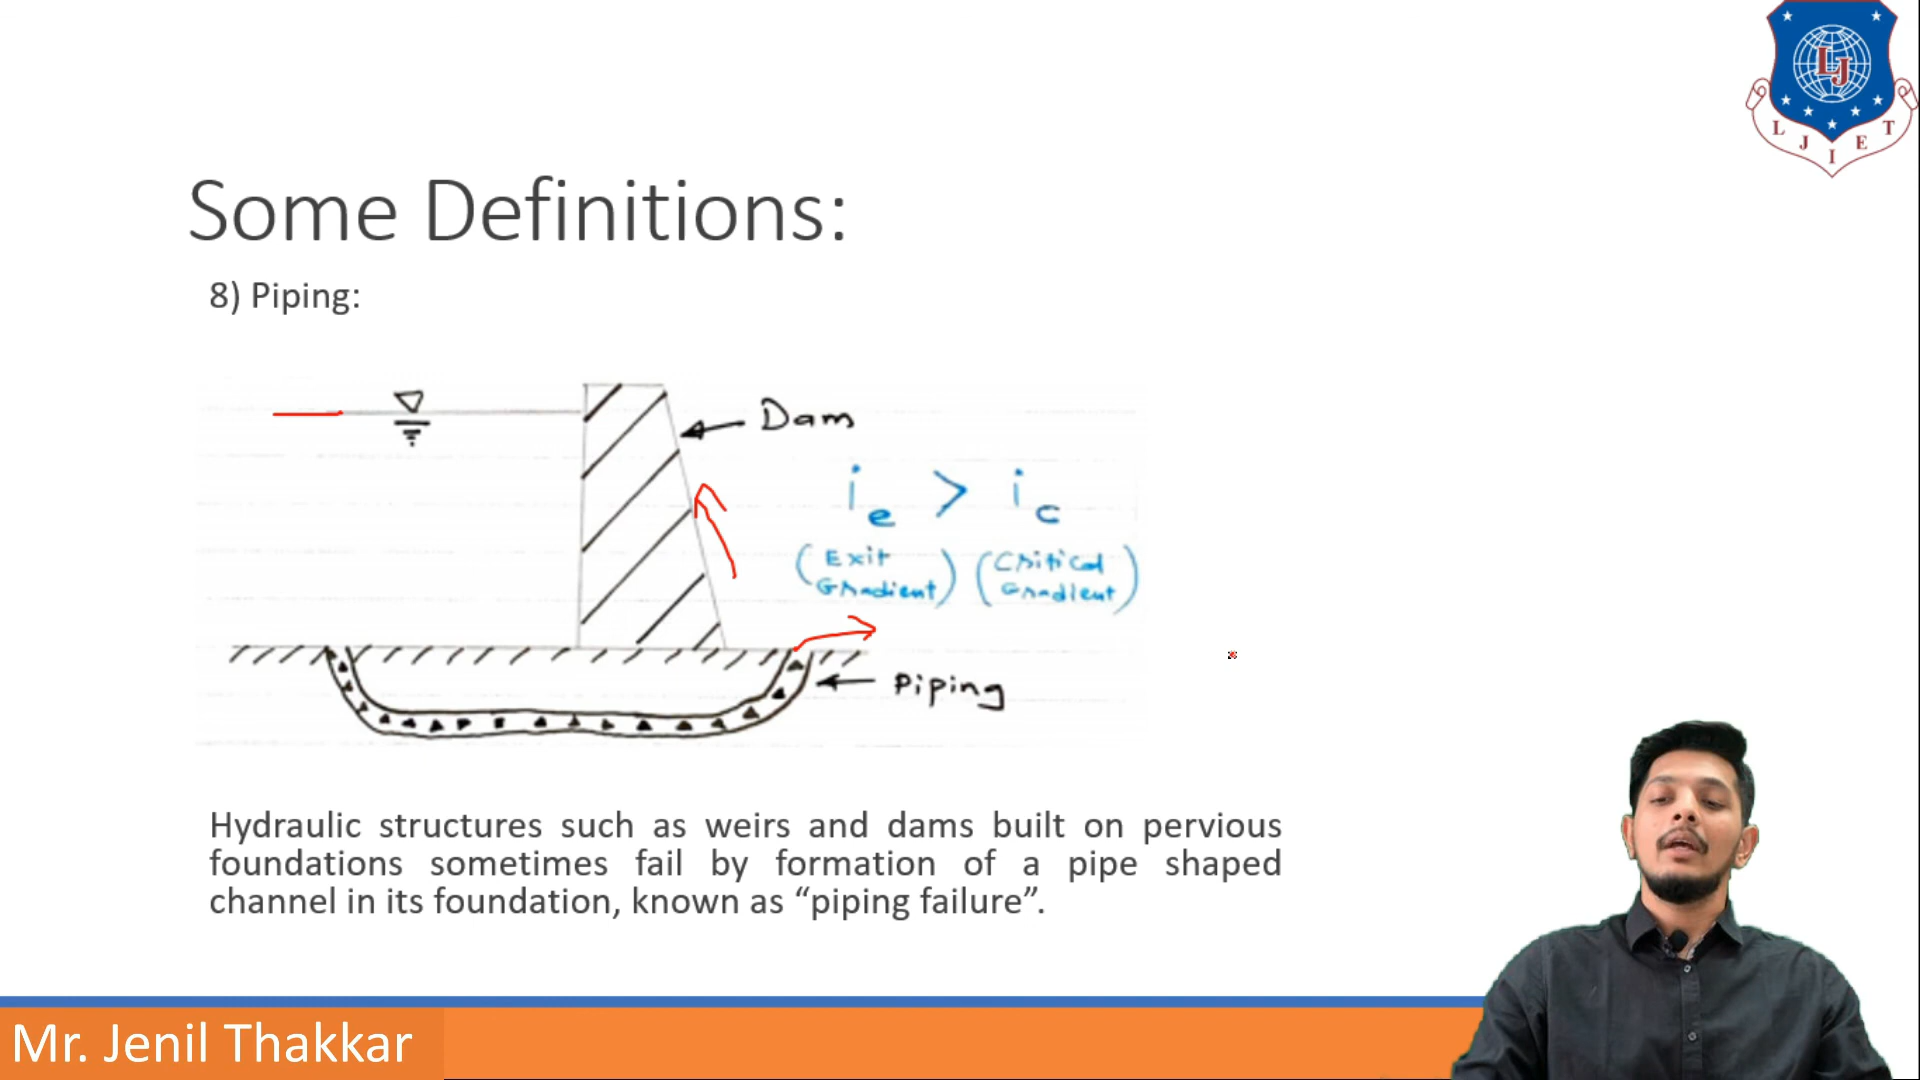 L J I E T
LJ
Some Definitions:
8) Piping:
Dam
i e > i c
(Exit Gradient) (Critical Gradient)
Piping
Hydraulic structures such as weirs and dams built on pervious
foundations sometimes fail by formation of a pipe shaped
channel in its foundation, known as “piping failure”.
Mr. Jenil Thakkar